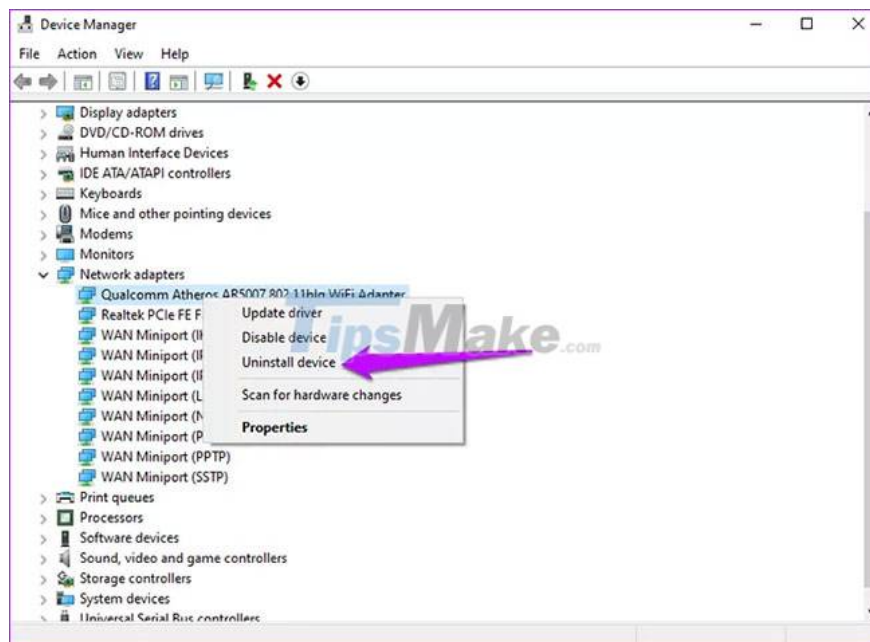 Device Manager
File Action View Help
Display adapters
DVD/CD-ROM drives
Human Interface Devices
IDE ATA/ATAPI controllers
Keyboards
Mice and other pointing devices
Modems
Monitors
Network adapters
Qualcomm Atheros AR5007 802.11b|g WiFi Adapter
Realtek PCIe FE F
WAN Miniport (I
WAN Miniport (I
WAN Miniport (I
WAN Miniport (L
WAN Miniport (N
WAN Miniport (P
WAN Miniport (PPTP)
WAN Miniport (SSTP)
Print queues
Processors
Software devices
Sound, video and game controllers
Storage controllers
System devices
Universal Serial Bus controllers
Update driver
Disable device
Uninstall device
Scan for hardware changes
Properties
TipsMake.com